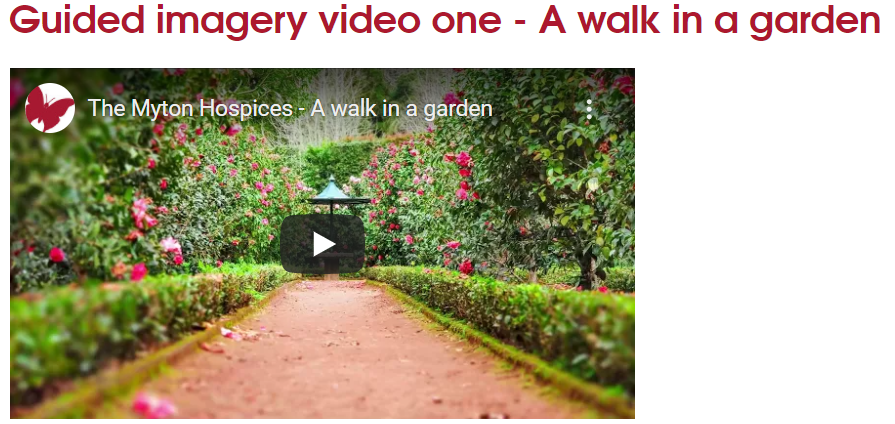 Guided imagery video one - A walk in a garden
The Myton Hospices - A walk in a garden